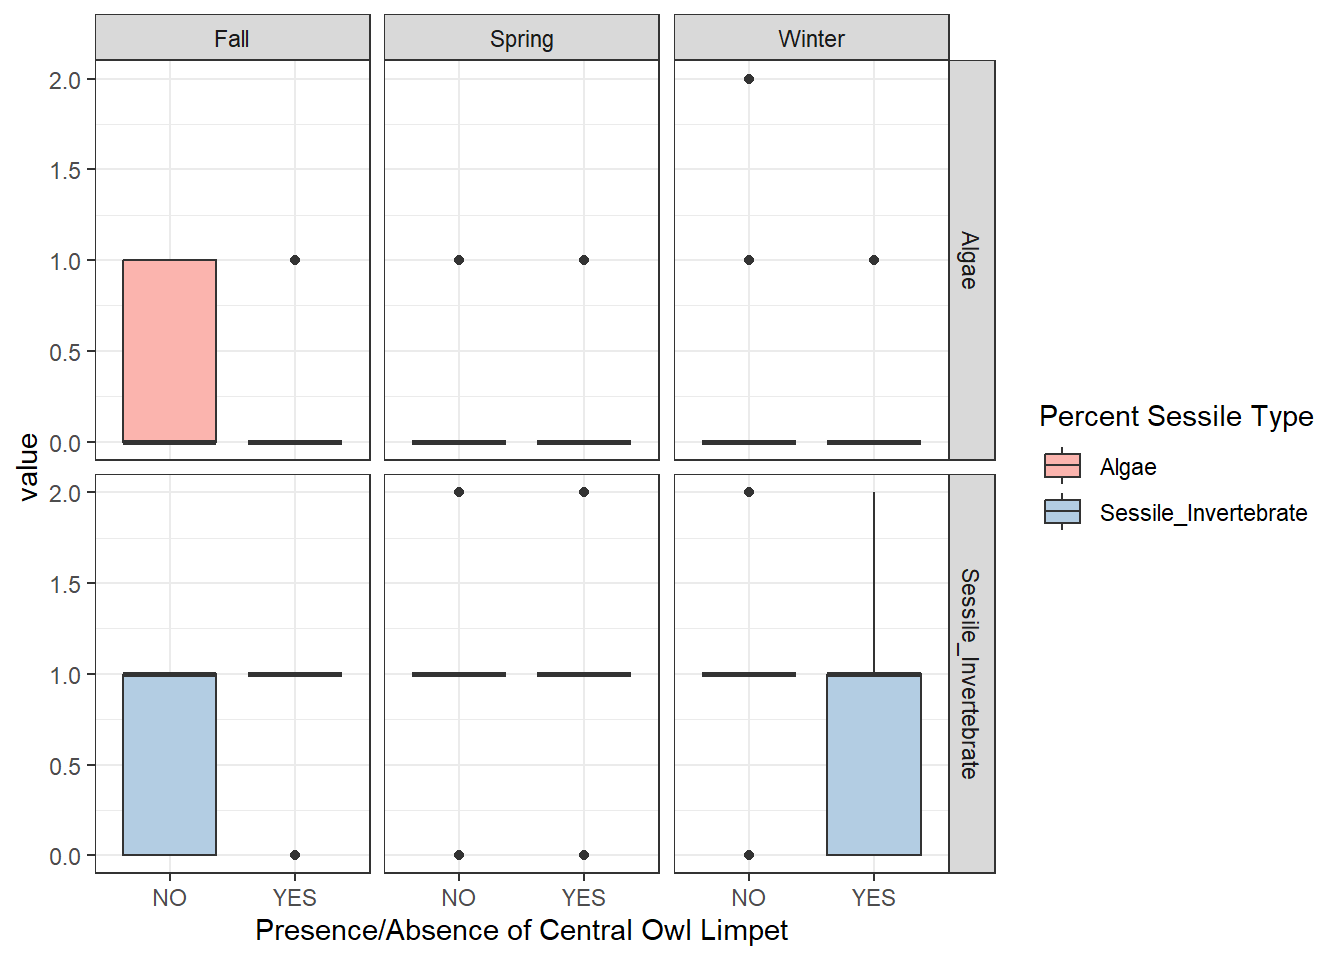 Fall Spring Winter
2.0
1.5
1.0
0.5
0.0
Algae
value
2.0
1.5
1.0
0.5
0.0
Sessile_Invertebrate
NO YES NO YES NO YES
Presence/Absence of Central Owl Limpet
Percent Sessile Type
Algae
Sessile_Invertebrate